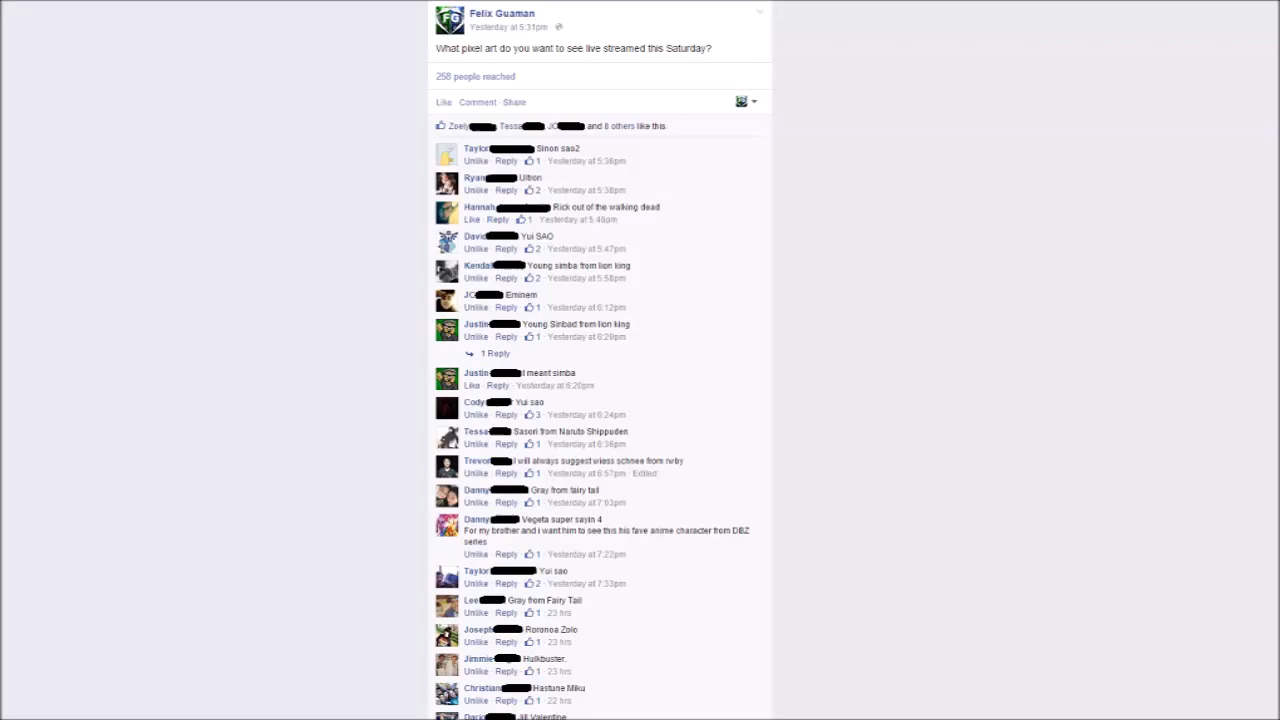 FG Felix Guaman
Yesterday at 5:31pm
What pixel art do you want to see live streamed this Saturday?
258 people reached
Like · Comment · Share
Zoely Tessa JC and 8 others like this.
Taylor Sinon sao2
Unlike · Reply · 1 · Yesterday at 5:36pm
Ryan Ultron
Unlike · Reply · 2 · Yesterday at 5:38pm
Hannah Rick out of the walking dead
Like · Reply · 1 · Yesterday at 5:46pm
David Yui SAO
Unlike · Reply · 2 · Yesterday at 5:47pm
Kendal Young simba from lion king
Unlike · Reply · 2 · Yesterday at 5:58pm
JC Eminem
Unlike · Reply · 1 · Yesterday at 6:12pm
Justin Young Sinbad from lion king
Unlike · Reply · 1 · Yesterday at 6:20pm
1 Reply
Justin I meant simba
Like · Reply · Yesterday at 6:20pm
Cody Yui sao
Unlike · Reply · 3 · Yesterday at 6:24pm
Tessa Sasori from Naruto Shippuden
Unlike · Reply · 1 · Yesterday at 6:36pm
Trevor I will always suggest wiess schnee from rwby
Unlike · Reply · 1 · Yesterday at 6:57pm · Edited
Danny Gray from fairy tail
Unlike · Reply · 1 · Yesterday at 7:03pm
Danny Vegeta super sayin 4
For my brother and i want him to see this his fave anime character from DBZ
series
Unlike · Reply · 1 · Yesterday at 7:22pm
Taylor Yui sao
Unlike · Reply · 2 · Yesterday at 7:33pm
Lee Gray from Fairy Tail
Unlike · Reply · 1 · 23 hrs
Joseph Roronoa Zolo
Unlike · Reply · 1 · 23 hrs
Jimmie Hulkbuster.
Unlike · Reply · 1 · 23 hrs
Christian Hastune Miku
Unlike · Reply · 1 · 22 hrs
Dario Jill Valentine